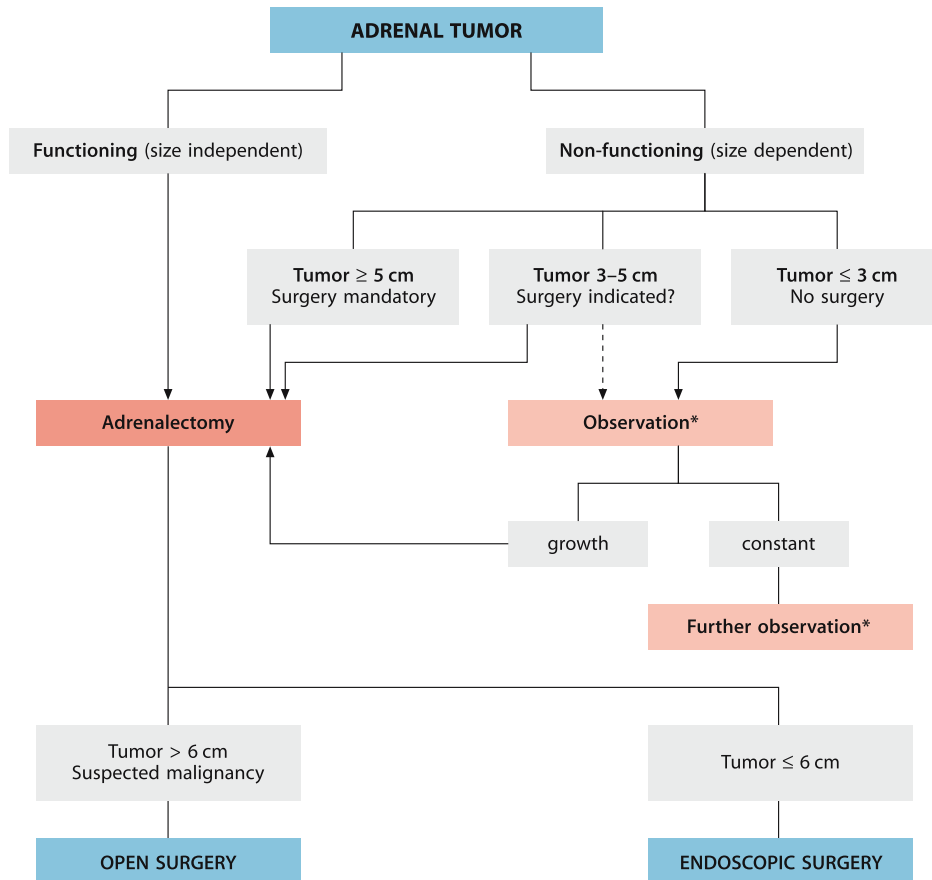 ADRENAL TUMOR
Functioning (size independent)
Non-functioning (size dependent)
Tumor ≥ 5 cm
Surgery mandatory
Tumor 3–5 cm
Surgery indicated?
Tumor ≤ 3 cm
No surgery
Adrenalectomy
Observation*
growth
constant
Further observation*
Tumor > 6 cm
Suspected malignancy
Tumor ≤ 6 cm
OPEN SURGERY
ENDOSCOPIC SURGERY